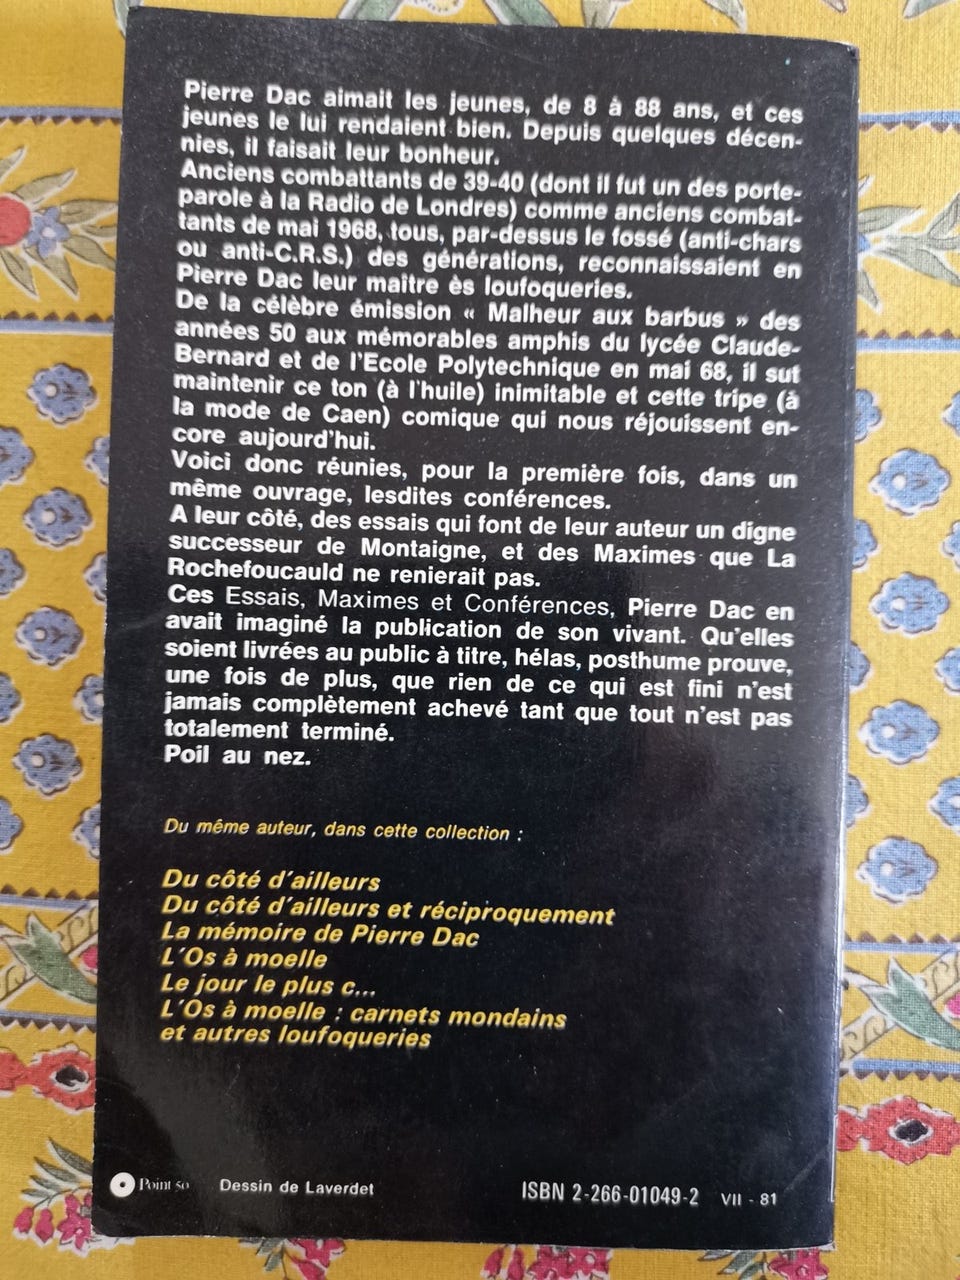 Pierre Dac aimait les jeunes, de 8 à 88 ans, et ces
jeunes le lui rendaient bien. Depuis quelques décen-
nies, il faisait leur bonheur.
Anciens combattants de 39-40 (dont il fut un des porte-
parole à la Radio de Londres) comme anciens combat-
tants de mai 1968, tous, par-dessus le fossé (anti-chars
ou anti-C.R.S.) des générations, reconnaissaient en
Pierre Dac leur maitre ès loufoqueries.
De la célèbre émission « Malheur aux barbus » des
années 50 aux mémorables amphis du lycée Claude-
Bernard et de l'Ecole Polytechnique en mai 68, il sut
maintenir ce ton (à l'huile) inimitable et cette tripe (à
la mode de Caen) comique qui nous réjouissent en-
core aujourd'hui.
Voici donc réunies, pour la première fois, dans un
même ouvrage, lesdites conférences.
A leur côté, des essais qui font de leur auteur un digne
successeur de Montaigne, et des Maximes que La
Rochefoucauld ne renierait pas.
Ces Essais, Maximes et Conférences, Pierre Dac en
avait imaginé la publication de son vivant. Qu'elles
soient livrées au public à titre, hélas, posthume prouve,
une fois de plus, que rien de ce qui est fini n'est
jamais complètement achevé tant que tout n'est pas
totalement terminé.
Poil au nez.
Du même auteur, dans cette collection :
Du côté d'ailleurs
Du côté d'ailleurs et réciproquement
La mémoire de Pierre Dac
L'Os à moelle
Le jour le plus c...
L'Os à moelle : carnets mondains
et autres loufoqueries
Point 50 Dessin de Laverdet ISBN 2-266-01049-2 VII - 81